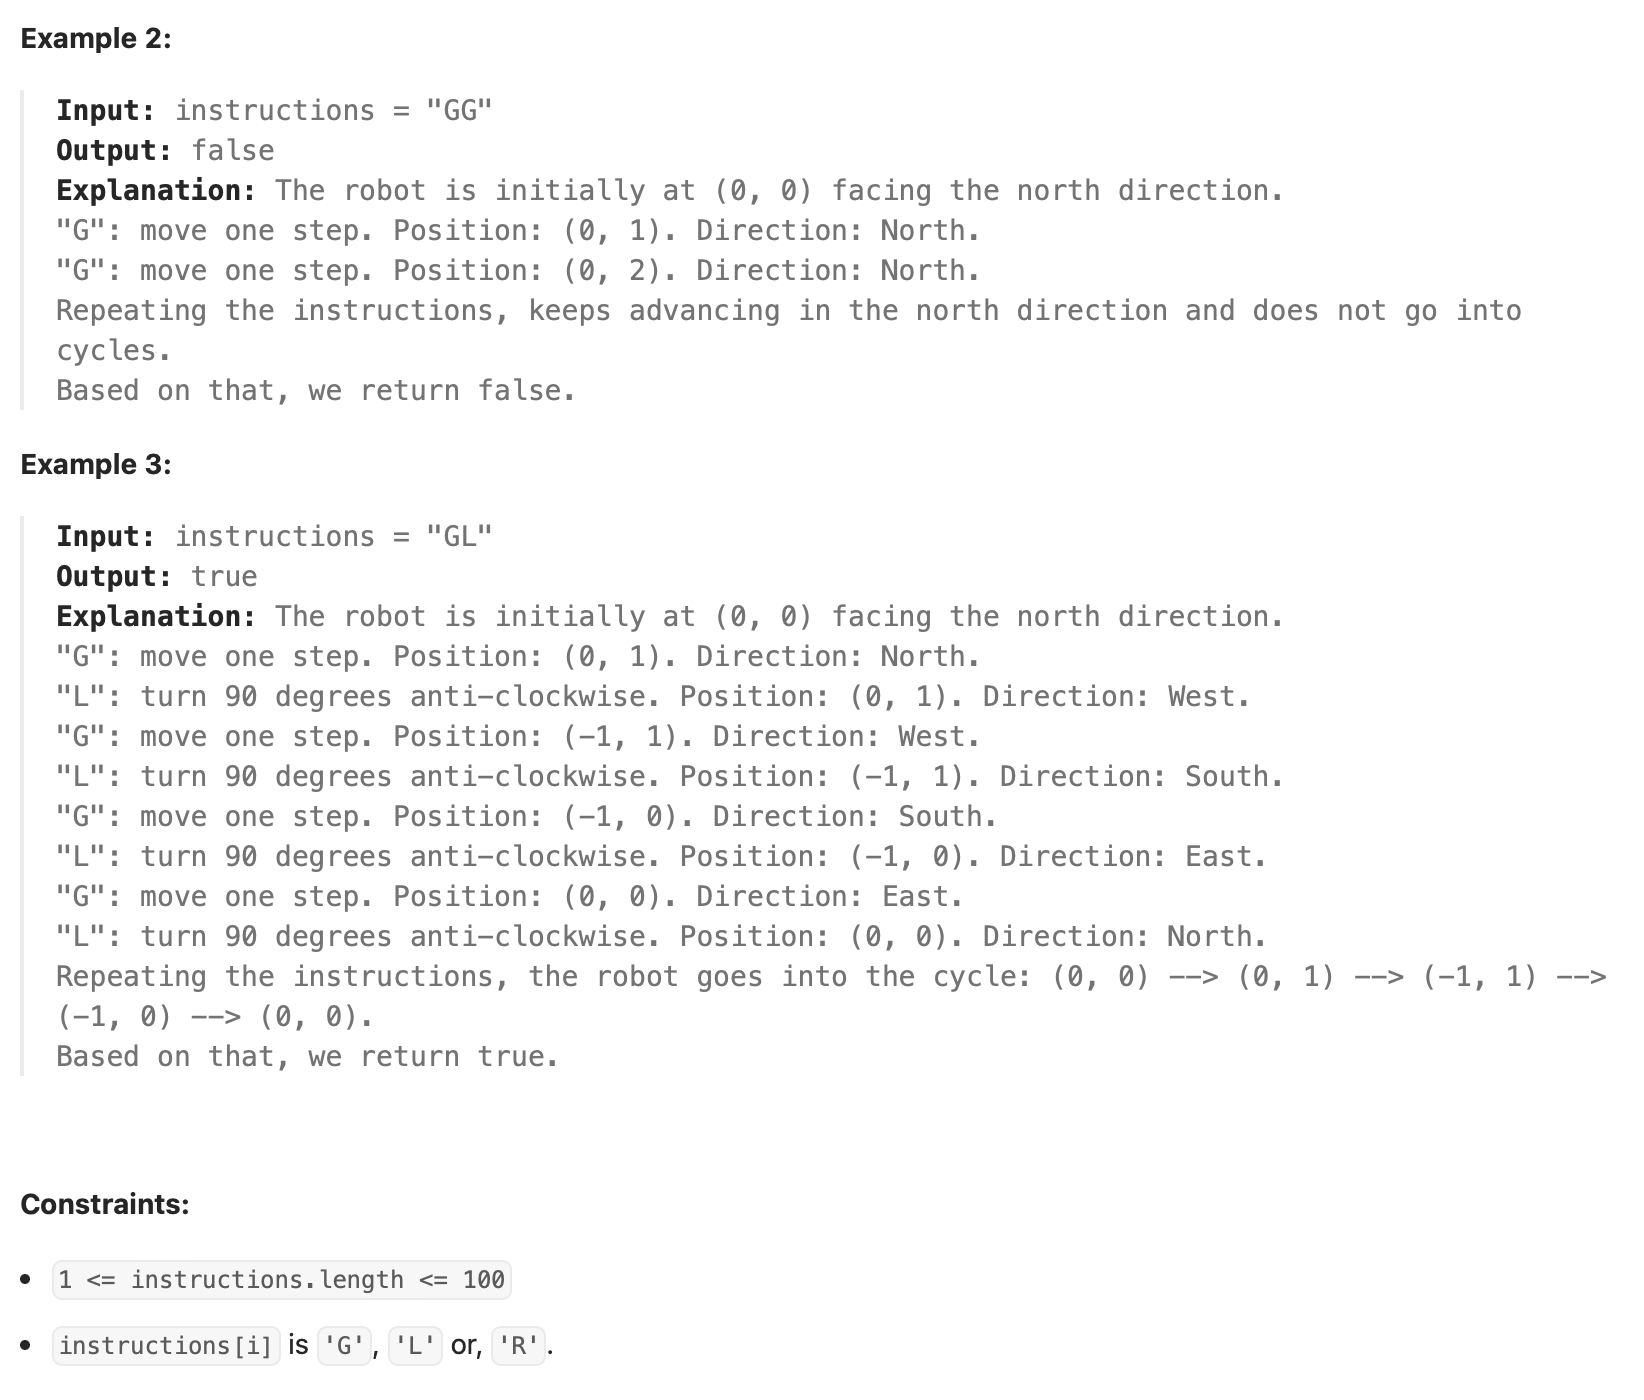 Example 2:
Input: instructions = "GG"
Output: false
Explanation: The robot is initially at (0, 0) facing the north direction.
"G": move one step. Position: (0, 1). Direction: North.
"G": move one step. Position: (0, 2). Direction: North.
Repeating the instructions, keeps advancing in the north direction and does not go into
cycles.
Based on that, we return false.
Example 3:
Input: instructions = "GL"
Output: true
Explanation: The robot is initially at (0, 0) facing the north direction.
"G": move one step. Position: (0, 1). Direction: North.
"L": turn 90 degrees anti-clockwise. Position: (0, 1). Direction: West.
"G": move one step. Position: (-1, 1). Direction: West.
"L": turn 90 degrees anti-clockwise. Position: (-1, 1). Direction: South.
"G": move one step. Position: (-1, 0). Direction: South.
"L": turn 90 degrees anti-clockwise. Position: (-1, 0). Direction: East.
"G": move one step. Position: (0, 0). Direction: East.
"L": turn 90 degrees anti-clockwise. Position: (0, 0). Direction: North.
Repeating the instructions, the robot goes into the cycle: (0, 0) --> (0, 1) --> (-1, 1) -->
(-1, 0) --> (0, 0).
Based on that, we return true.
Constraints:
• 1 <= instructions.length <= 100
• instructions[i] is 'G', 'L' or, 'R'.